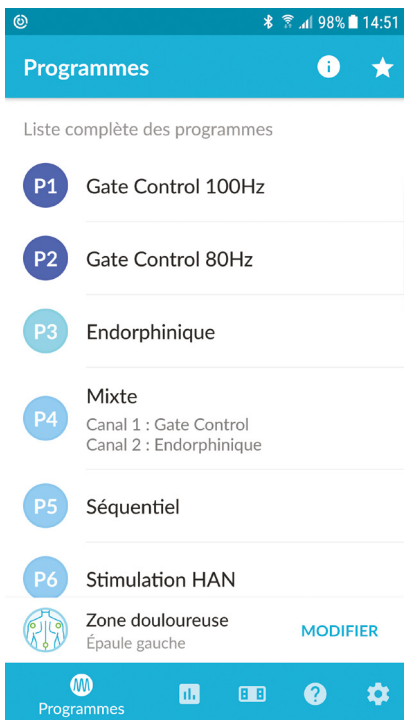 98% 14:51
Programmes
Liste complète des programmes
P1 Gate Control 100Hz
P2 Gate Control 80Hz
P3 Endorphinique
P4 Mixte
Canal 1 : Gate Control
Canal 2 : Endorphinique
P5 Séquentiel
P6 Stimulation HAN
Zone douloureuse
Épaule gauche
MODIFIER
Programmes